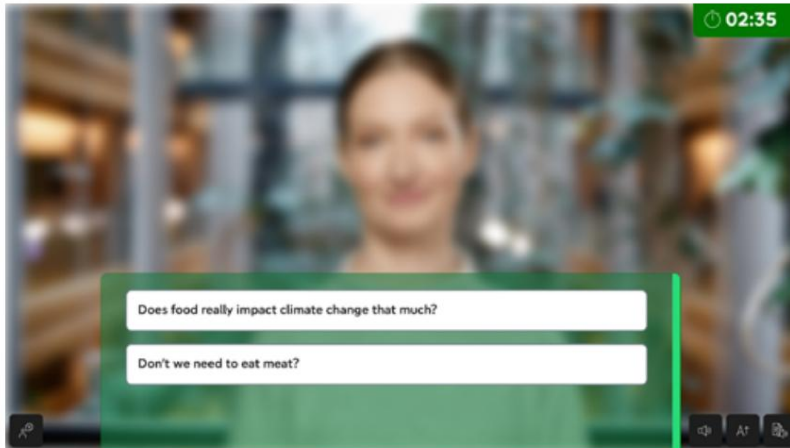 02:35
Does food really impact climate change that much?
Don't we need to eat meat?
A↑